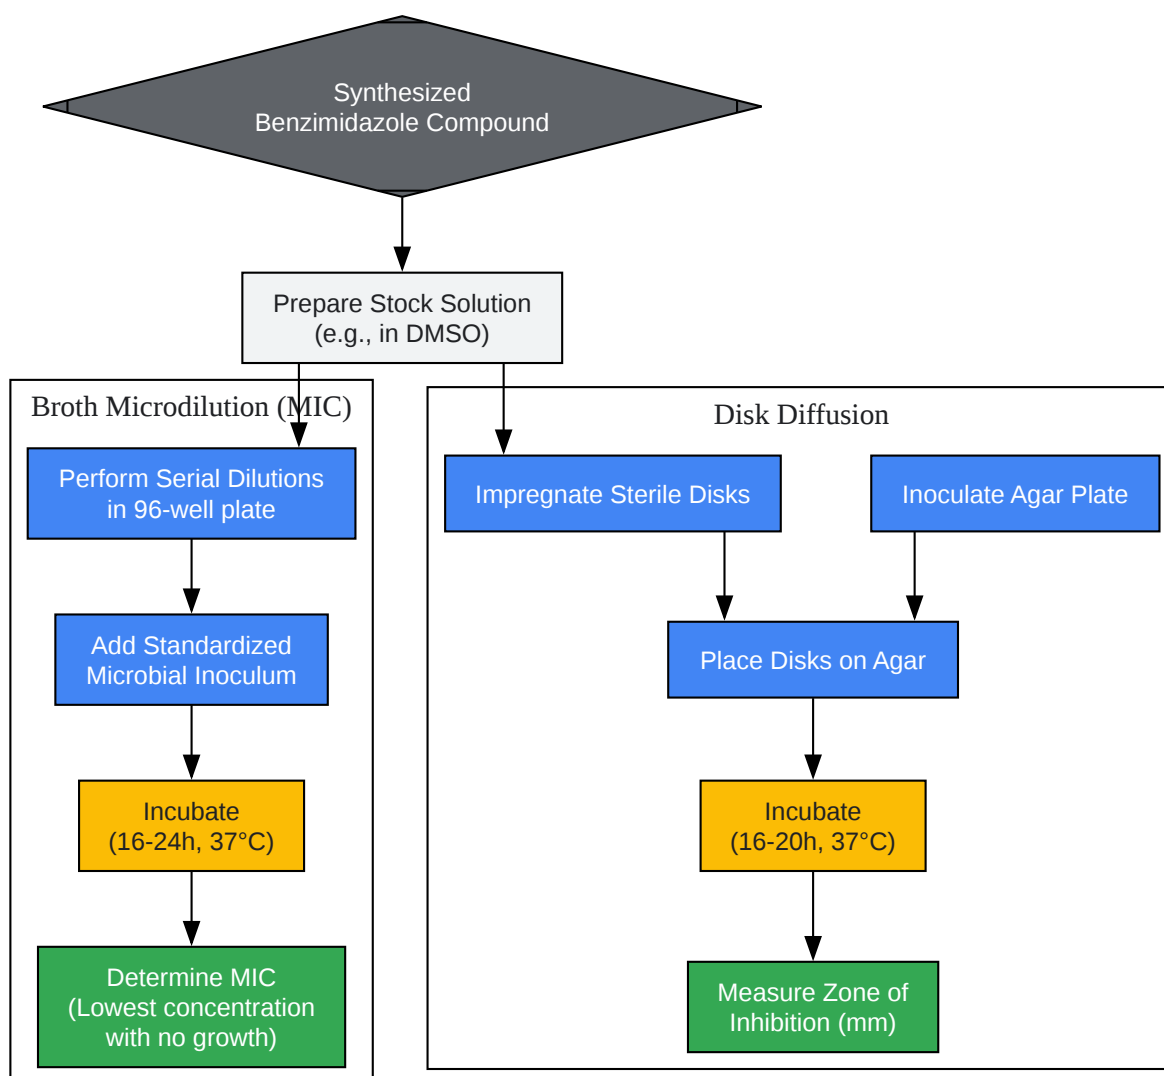 Synthesized
Benzimidazole Compound
Prepare Stock Solution
(e.g., in DMSO)
Broth Microdilution (MIC)
Perform Serial Dilutions
in 96-well plate
Add Standardized
Microbial Inoculum
Incubate
(16-24h, 37°C)
Determine MIC
(Lowest concentration
with no growth)
Disk Diffusion
Impregnate Sterile Disks
Inoculate Agar Plate
Place Disks on Agar
Incubate
(16-20h, 37°C)
Measure Zone of
Inhibition (mm)